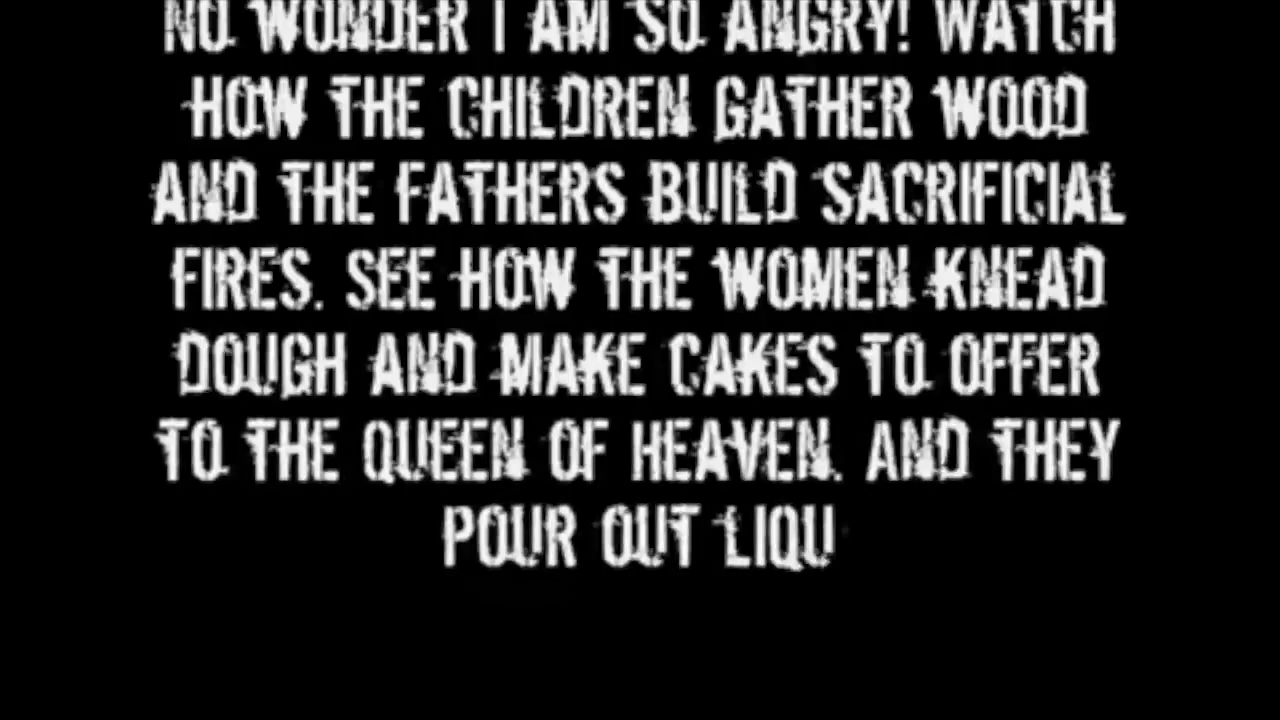 NO WONDER I AM SO ANGRY! WATCH
HOW THE CHILDREN GATHER WOOD
AND THE FATHERS BUILD SACRIFICIAL
FIRES. SEE HOW THE WOMEN KNEAD
DOUGH AND MAKE CAKES TO OFFER
TO THE QUEEN OF HEAVEN. AND THEY
POUR OUT LIQU